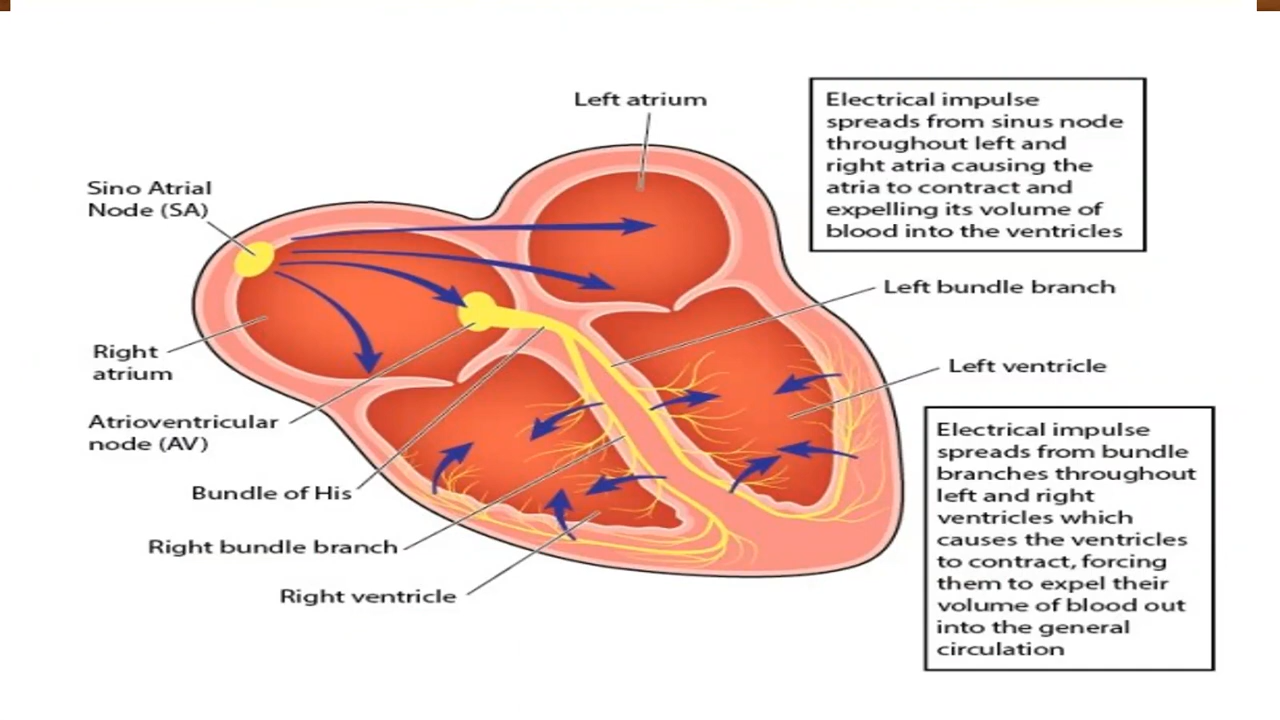 Left atrium
Electrical impulse
spreads from sinus node
throughout left and
right atria causing the
atria to contract and
expelling its volume of
blood into the ventricles
Sino Atrial
Node (SA)
Left bundle branch
Right
atrium
Left ventricle
Atrioventricular
node (AV)
Electrical impulse
spreads from bundle
branches throughout
left and right
ventricles which
causes the ventricles
to contract, forcing
them to expel their
volume of blood out
into the general
circulation
Bundle of His
Right bundle branch
Right ventricle